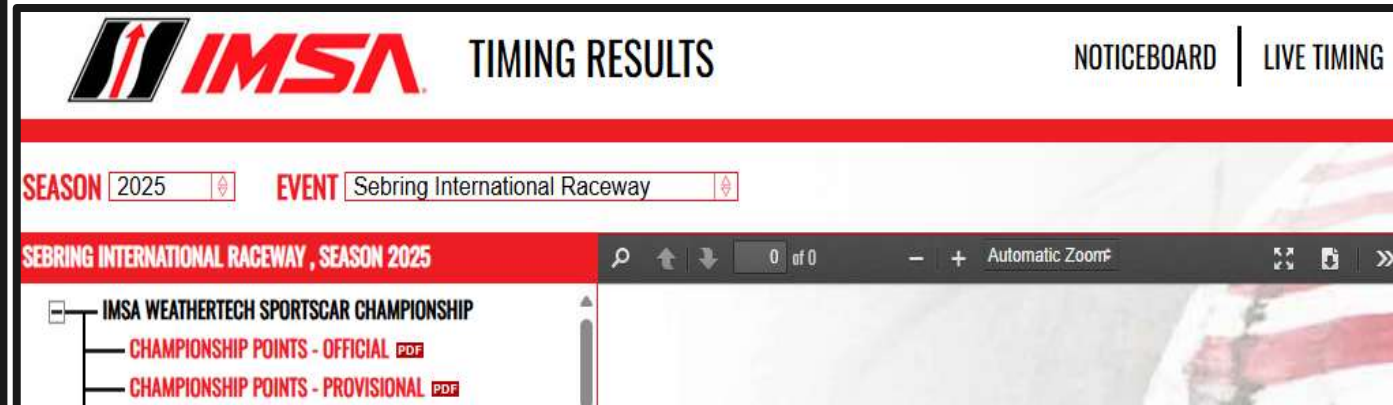 IMSA TIMING RESULTS NOTICEBOARD LIVE TIMING
SEASON 2025 EVENT Sebring International Raceway
SEBRING INTERNATIONAL RACEWAY , SEASON 2025 0 of 0 − + Automatic Zoom
IMSA WEATHERTECH SPORTSCAR CHAMPIONSHIP
CHAMPIONSHIP POINTS - OFFICIAL PDF
CHAMPIONSHIP POINTS - PROVISIONAL PDF